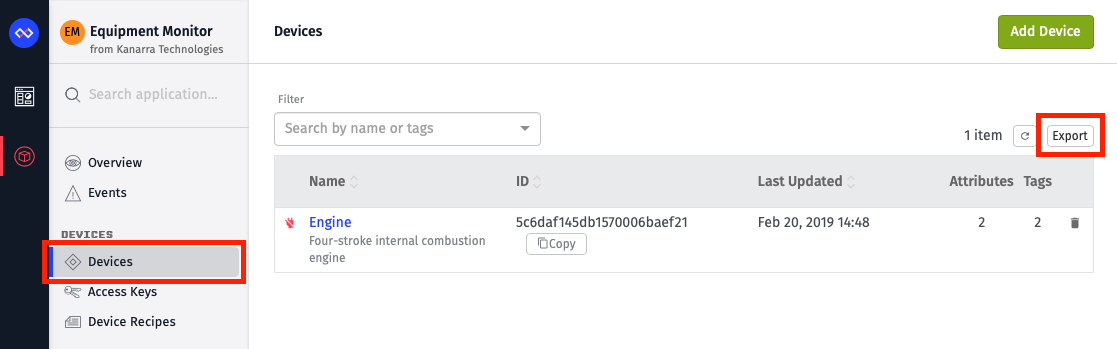 EM
Equipment Monitor
from Kanarra Technologies
Search application...
Overview
Events
DEVICES
Devices
Access Keys
Device Recipes
Devices
Add Device
Filter
Search by name or tags
1 item
Export
Name ID Last Updated Attributes Tags
Engine 5c6daf145db1570006baef21 Feb 20, 2019 14:48 2 2
Four-stroke internal combustion
engine
Copy